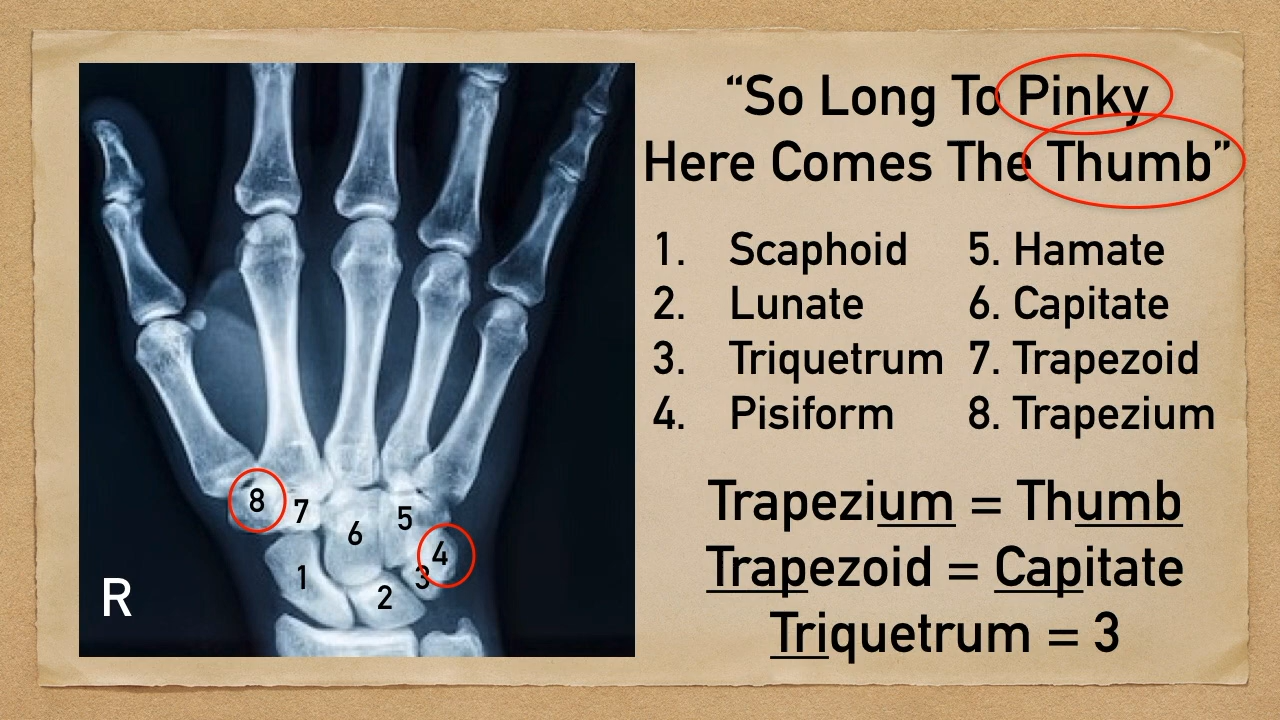 “So Long To Pinky
Here Comes The Thumb”
1. Scaphoid
2. Lunate
3. Triquetrum
4. Pisiform
5. Hamate
6. Capitate
7. Trapezoid
8. Trapezium
Trapezium = Thumb
Trapezoid = Capitate
Triquetrum = 3
8
7
6
5
4
3
1
2
R